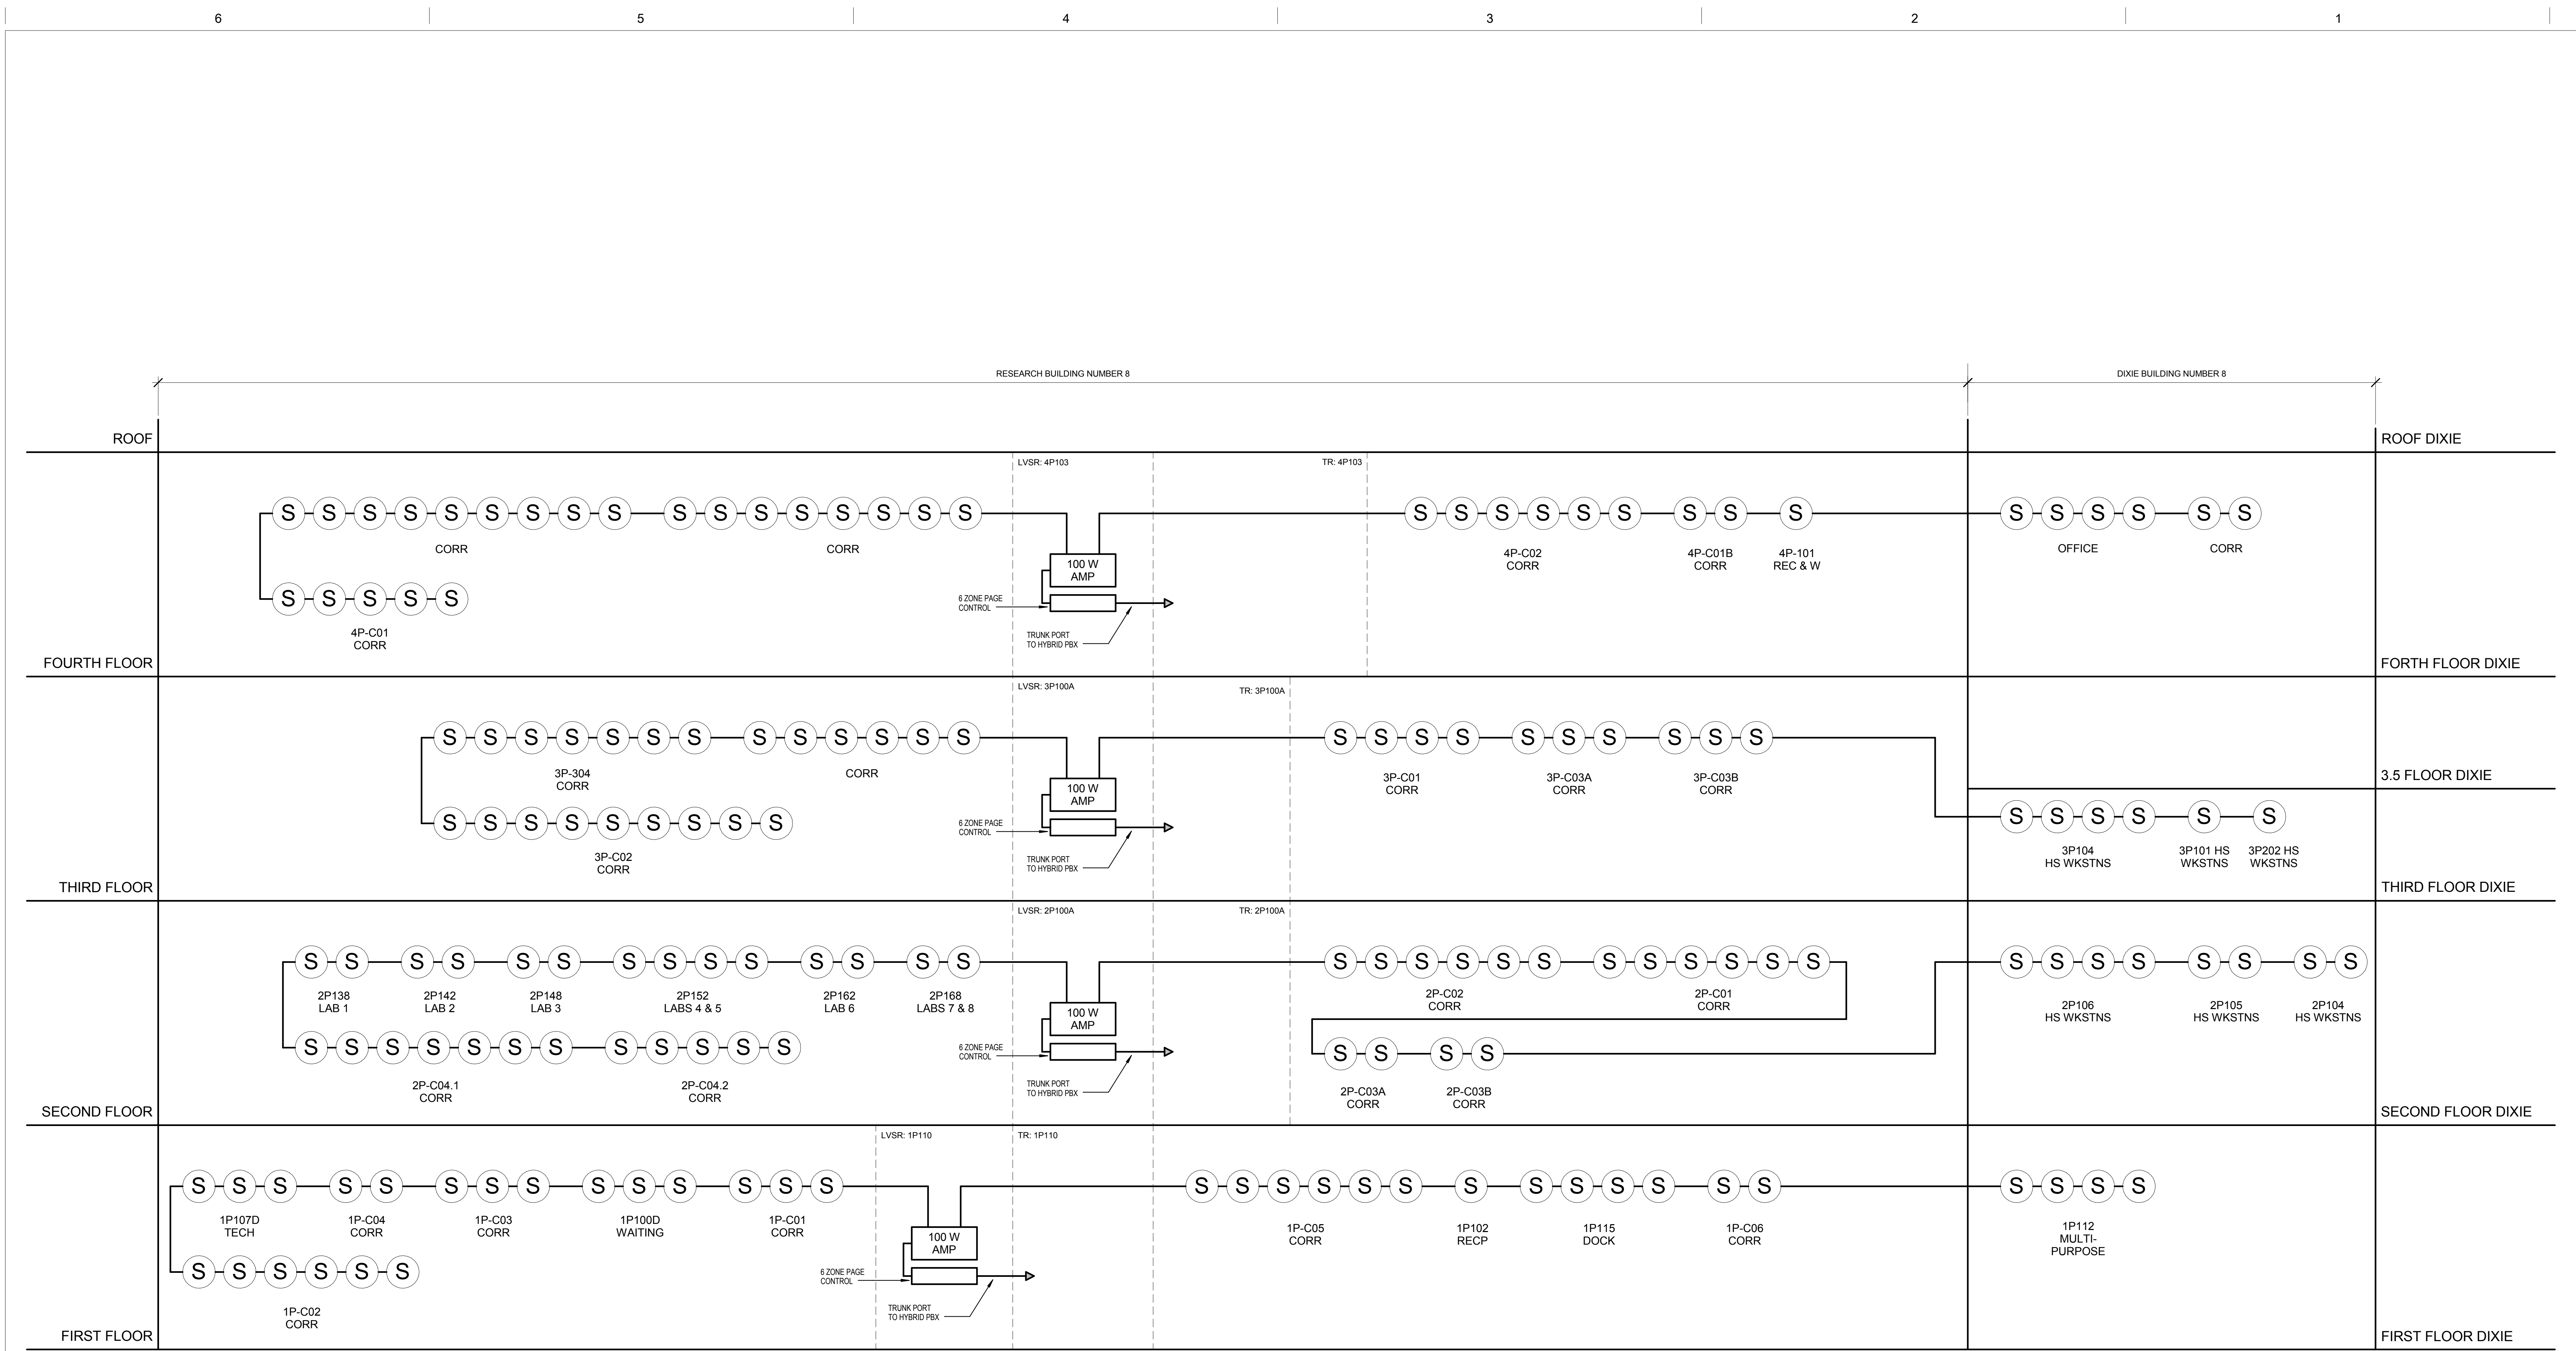 6 5 4 3 2 1
RESEARCH BUILDING NUMBER 8
DIXIE BUILDING NUMBER 8
ROOF
ROOF DIXIE
LVSR: 4P103
TR: 4P103
S S S S S S S S S S S S S S S S S
S S S S S S S S S
S S S S S S
CORR
CORR
100 W
AMP
4P-C02
CORR
4P-C01B
CORR
4P-101
REC & W
OFFICE
CORR
S S S S S
4P-C01
CORR
6 ZONE PAGE
CONTROL
TRUNK PORT
TO HYBRID PBX
FOURTH FLOOR
FORTH FLOOR DIXIE
LVSR: 3P100A
TR: 3P100A
S S S S S S S S S S S S S
S S S S S S S S S S
3P-304
CORR
CORR
100 W
AMP
3P-C01
CORR
3P-C03A
CORR
3P-C03B
CORR
3.5 FLOOR DIXIE
S S S S S S S S S
S S S S S S
3P-C02
CORR
6 ZONE PAGE
CONTROL
TRUNK PORT
TO HYBRID PBX
3P104
HS WKSTNS
3P101 HS
WKSTNS
3P202 HS
WKSTNS
THIRD FLOOR
THIRD FLOOR DIXIE
LVSR: 2P100A
TR: 2P100A
S S S S S S S S S S S S S S
S S S S S S S S S S S S
S S S S S S S S
2P138
LAB 1
2P142
LAB 2
2P148
LAB 3
2P152
LABS 4 & 5
2P162
LAB 6
2P168
LABS 7 & 8
100 W
AMP
2P-C02
CORR
2P-C01
CORR
2P106
HS WKSTNS
2P105
HS WKSTNS
2P104
HS WKSTNS
S S S S S S S S S S S S
S S S S
2P-C04.1
CORR
2P-C04.2
CORR
6 ZONE PAGE
CONTROL
TRUNK PORT
TO HYBRID PBX
2P-C03A
CORR
2P-C03B
CORR
SECOND FLOOR
SECOND FLOOR DIXIE
LVSR: 1P110
TR: 1P110
S S S S S S S S S S S S S S
S S S S S S S S S S S S S
S S S S
1P107D
TECH
1P-C04
CORR
1P-C03
CORR
1P100D
WAITING
1P-C01
CORR
100 W
AMP
1P-C05
CORR
1P102
RECP
1P115
DOCK
1P-C06
CORR
1P112
MULTI-
PURPOSE
S S S S S S
1P-C02
CORR
6 ZONE PAGE
CONTROL
TRUNK PORT
TO HYBRID PBX
FIRST FLOOR
FIRST FLOOR DIXIE